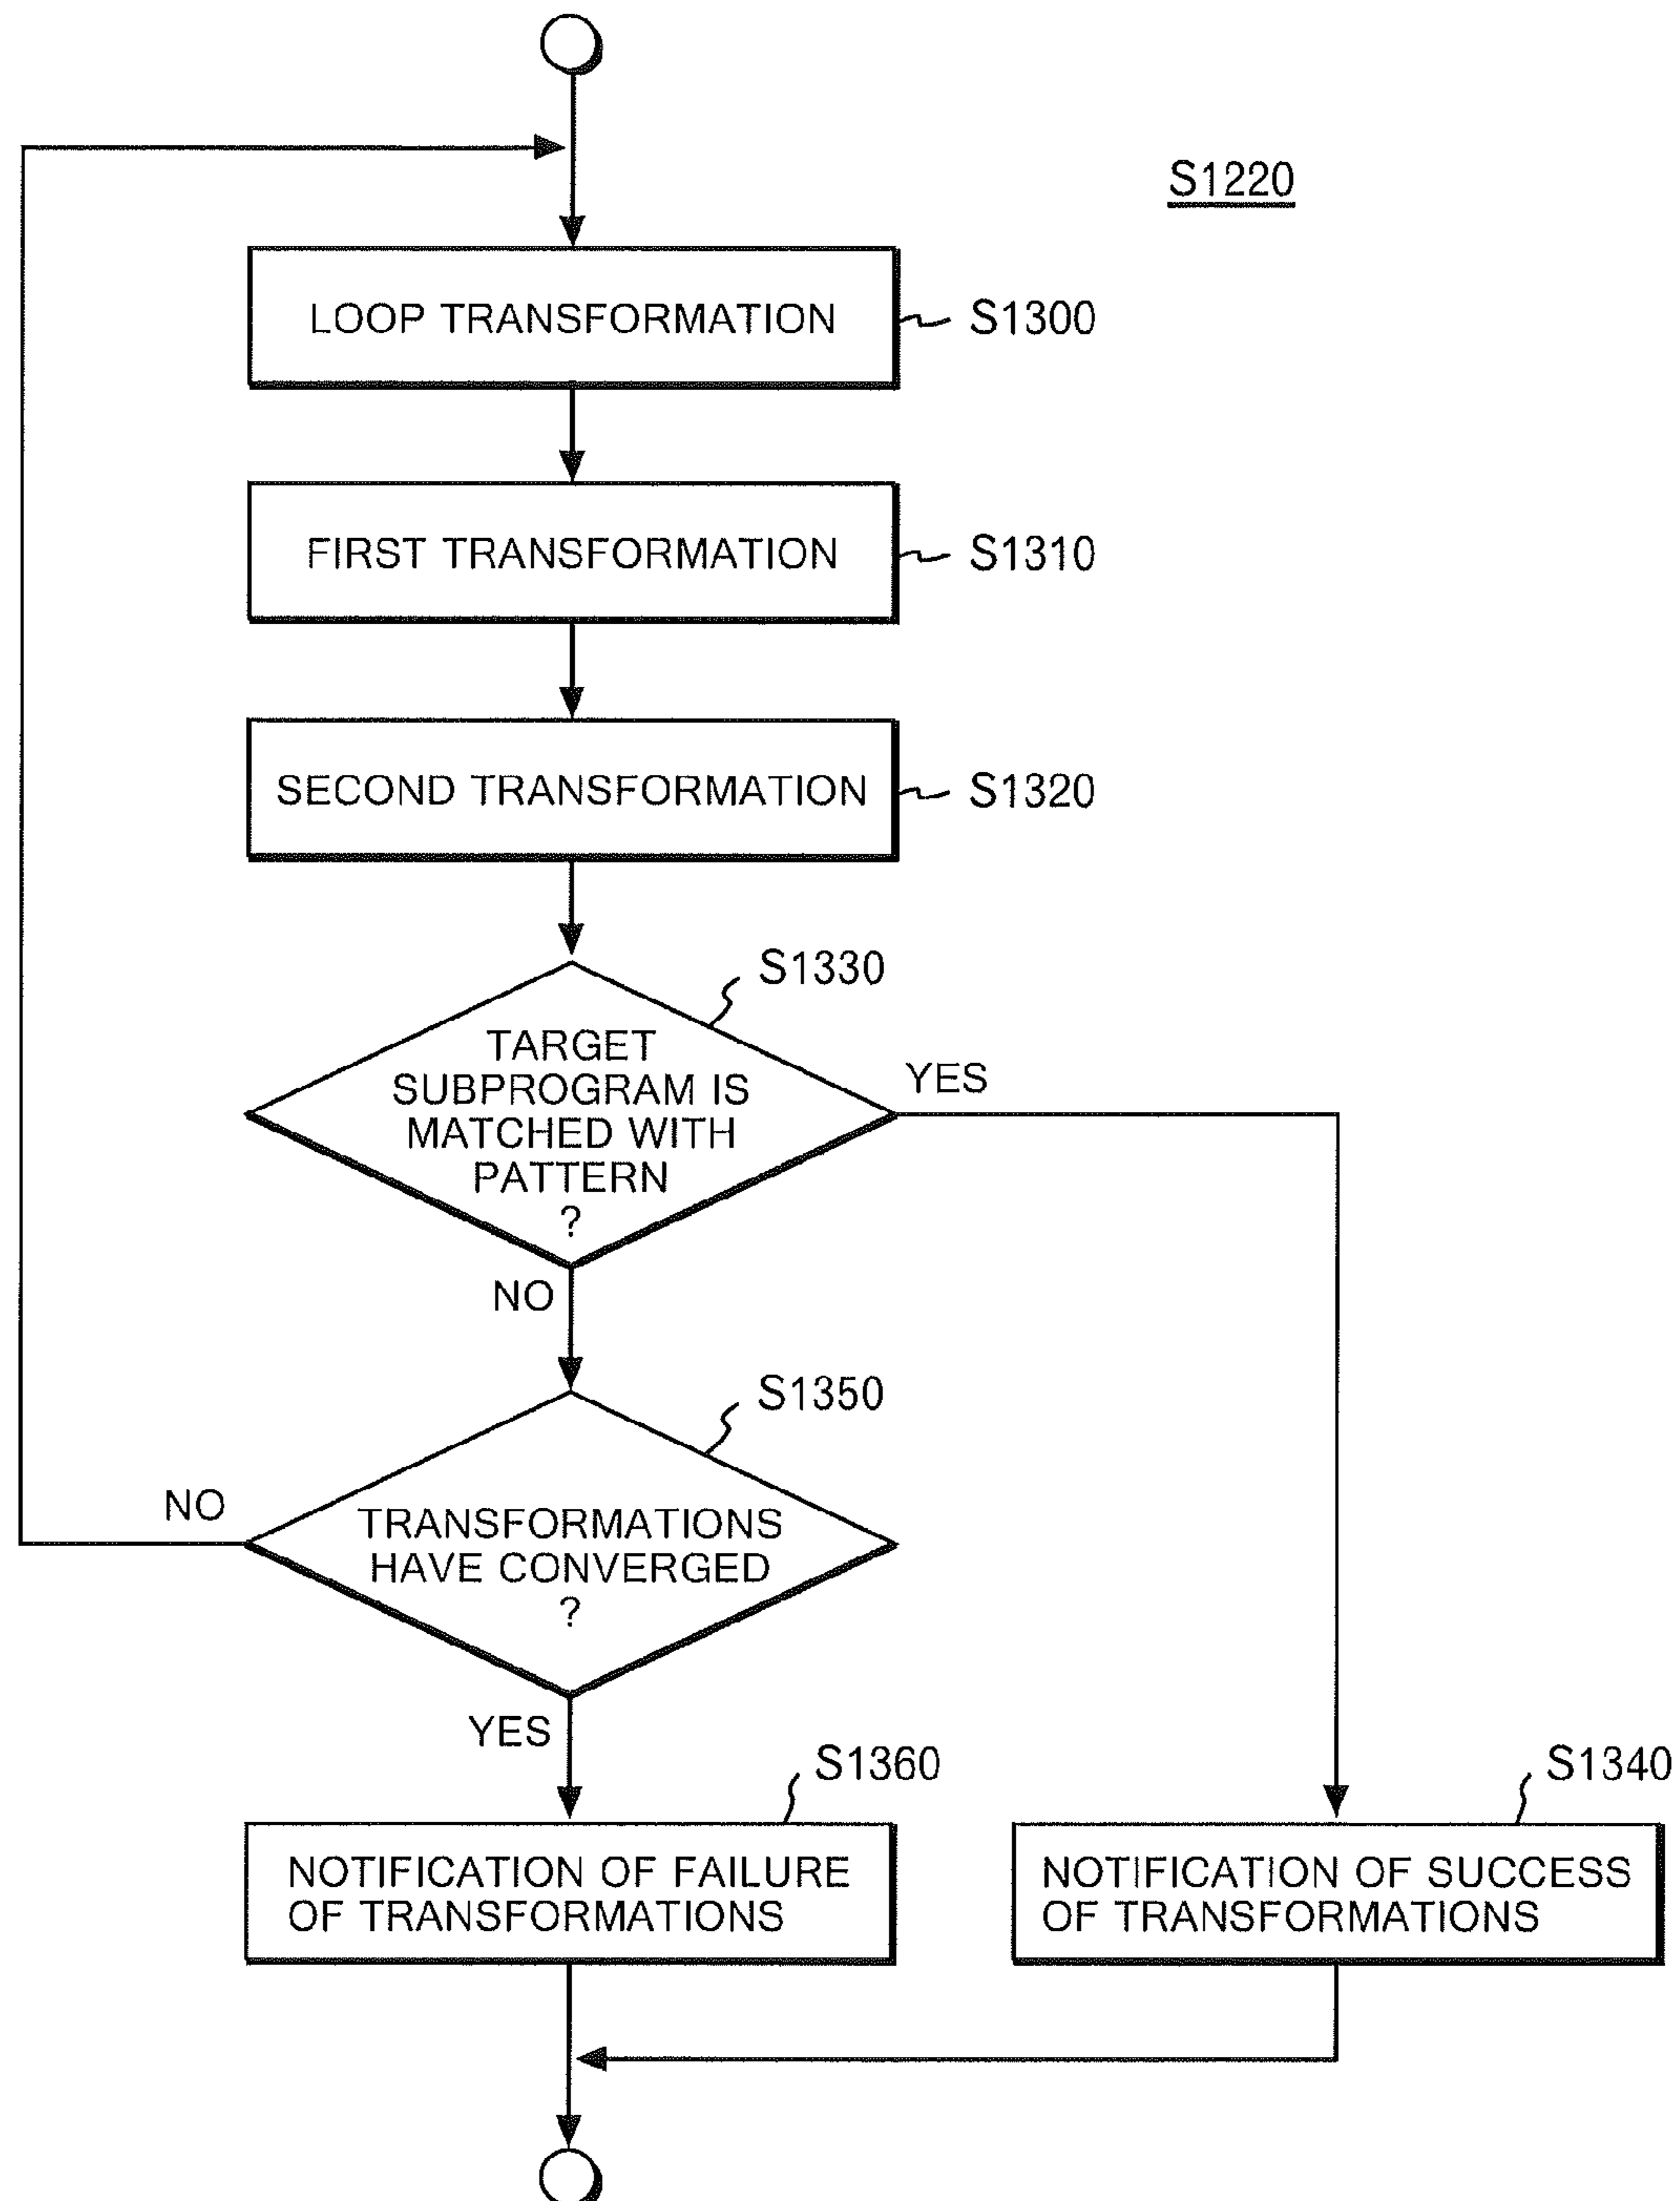 S1220
LOOP TRANSFORMATION
S1300
FIRST TRANSFORMATION
S1310
SECOND TRANSFORMATION
S1320
S1330
TARGET
SUBPROGRAM IS
MATCHED WITH
PATTERN
?
YES
NO
S1350
TRANSFORMATIONS
HAVE CONVERGED
?
NO
YES
S1360
NOTIFICATION OF FAILURE
OF TRANSFORMATIONS
S1340
NOTIFICATION OF SUCCESS
OF TRANSFORMATIONS